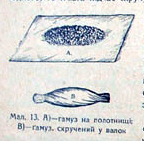 А.
В.
Мал. 13. А)—гамуз на полотнищі;
В)—гамуз, скручений у валок